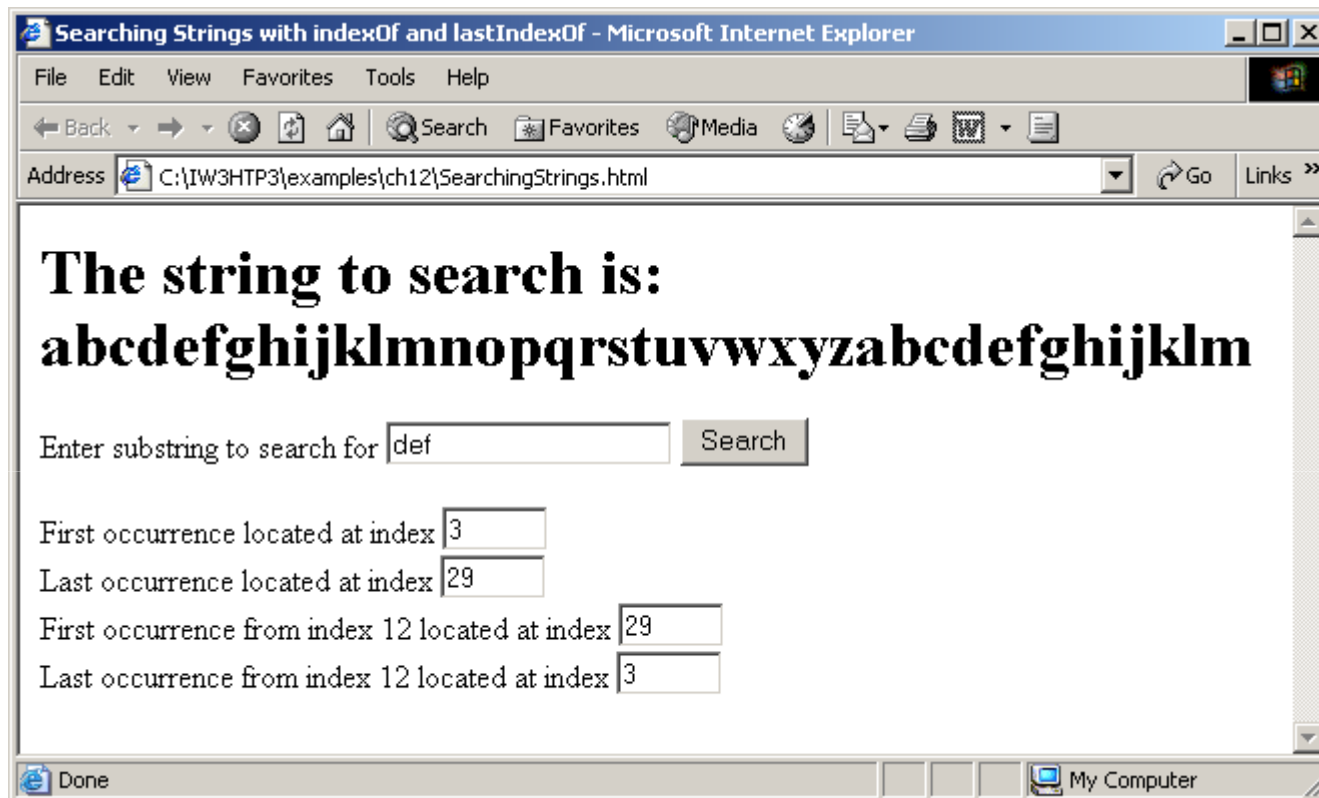 Searching Strings with indexOf and lastIndexOf - Microsoft Internet Explorer
File Edit View Favorites Tools Help
Back Search Favorites Media W
Address C:\IW3HTP3\examples\ch12\SearchingStrings.html Go Links »
The string to search is:
abcdefghijklmnopqrstuvwxyzabcdefghijklm
Enter substring to search for def Search
First occurrence located at index 3
Last occurrence located at index 29
First occurrence from index 12 located at index 29
Last occurrence from index 12 located at index 3
Done My Computer